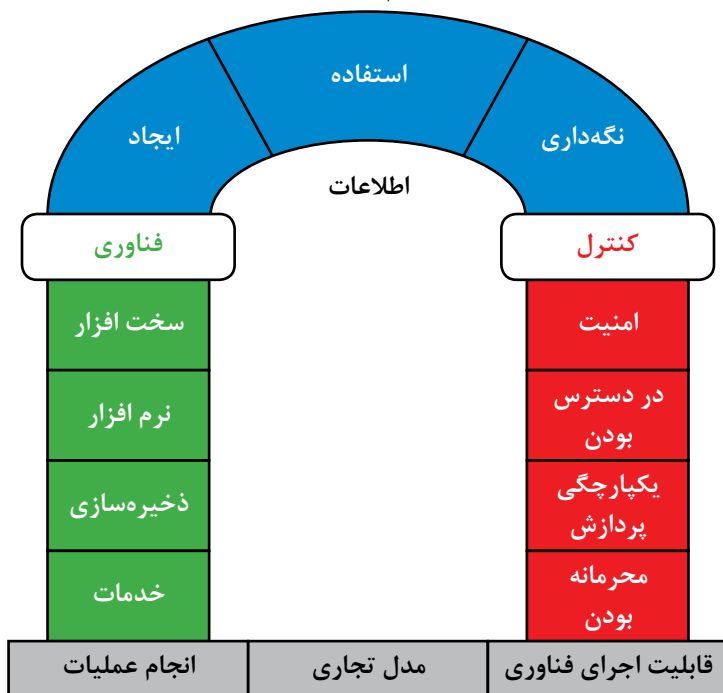 استفاده
نگه‌داری
ایجاد
اطلاعات
کنترل
فناوری
امنیت
سخت افزار
در دسترس
بودن
نرم افزار
یکپارچگی
پردازش
ذخیره‌سازی
محرمانه
بودن
خدمات
قابلیت اجرای فناوری
مدل تجاری
انجام عملیات